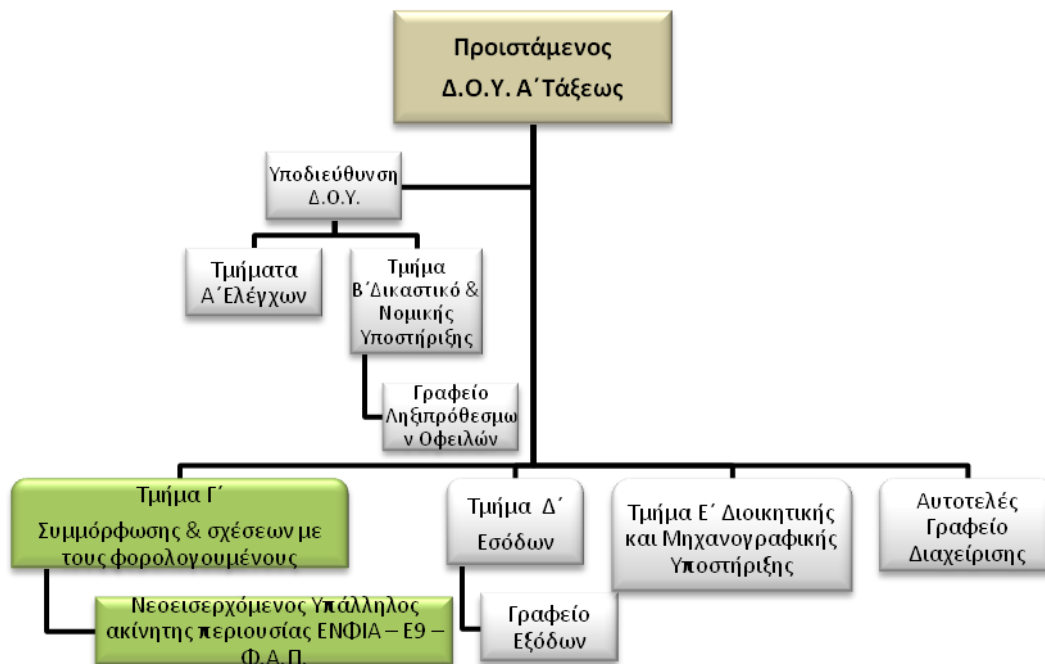 Προιστάμενος
Δ.Ο.Υ. Α΄Τάξεως
Υποδιεύθυνση
Δ.Ο.Υ.
Τμήματα
Α΄Ελέγχων
Τμήμα
Β΄Δικαστικό &
Νομικής
Υποστήριξης
Γραφείο
Ληξιπρόθεσμω
ν Οφειλών
Τμήμα Γ΄
Συμμόρφωσης & σχέσεων με
τους φορολογουμένους
Νεοεισερχόμενος Υπάλληλος
ακίνητης περιουσίας ΕΝΦΙΑ – Ε9 –
Φ.Α.Π.
Τμήμα Δ΄
Εσόδων
Γραφείο
Εξόδων
Τμήμα Ε΄ Διοικητικής
και Μηχανογραφικής
Υποστήριξης
Αυτοτελές
Γραφείο
Διαχείρισης